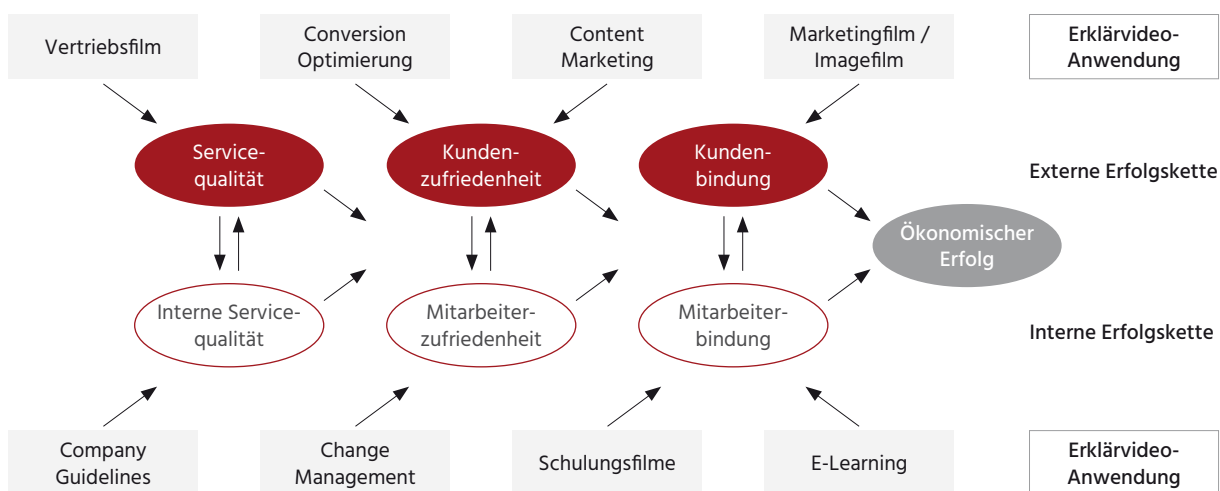 Vertriebsfilm
Conversion
Optimierung
Content
Marketing
Marketingfilm /
Imagefilm
Erklärvideo-
Anwendung
Service-
qualität
Kunden-
zufriedenheit
Kunden-
bindung
Externe Erfolgskette
Ökonomischer
Erfolg
Interne Service-
qualität
Mitarbeiter-
zufriedenheit
Mitarbeiter-
bindung
Interne Erfolgskette
Company
Guidelines
Change
Management
Schulungsfilme
E-Learning
Erklärvideo-
Anwendung